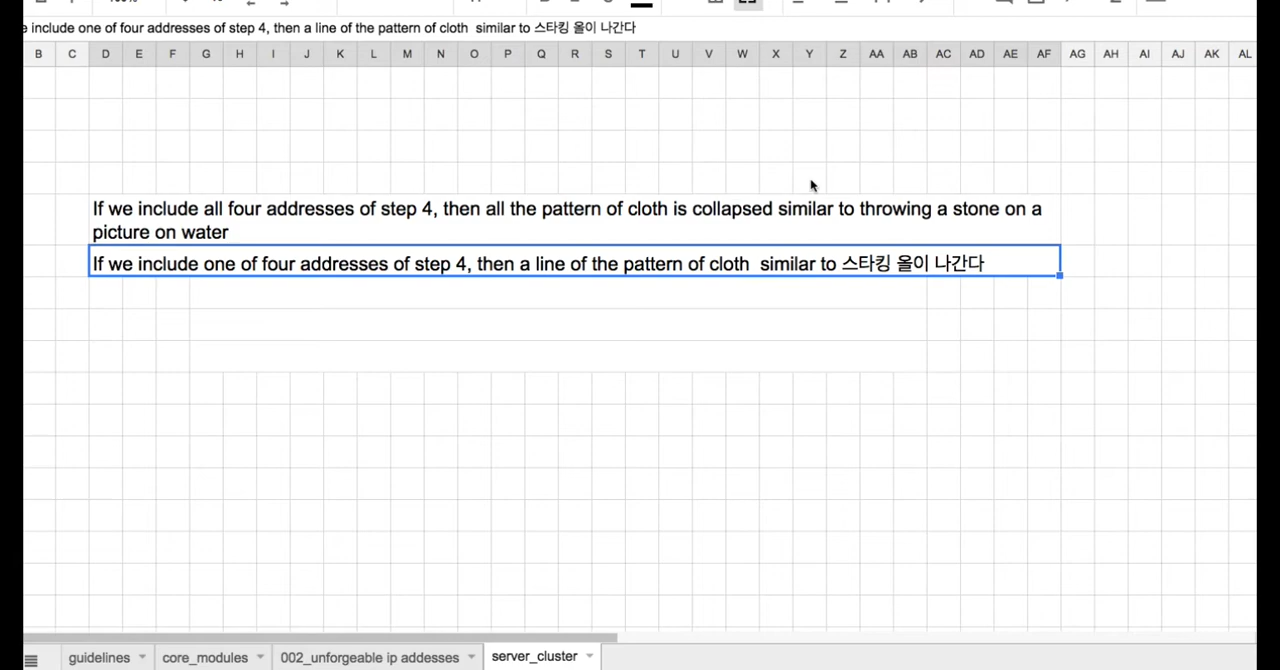 e include one of four addresses of step 4, then a line of the pattern of cloth  similar to 스타킹 올이 나간다
B C D E F G H I J K L M N O P Q R S T U V W X Y Z AA AB AC AD AE AF AG AH AI AJ AK AL
If we include all four addresses of step 4, then all the pattern of cloth is collapsed similar to throwing a stone on a
picture on water
If we include one of four addresses of step 4, then a line of the pattern of cloth  similar to 스타킹 올이 나간다
guidelines core_modules 002_unforgeable ip addesses server_cluster